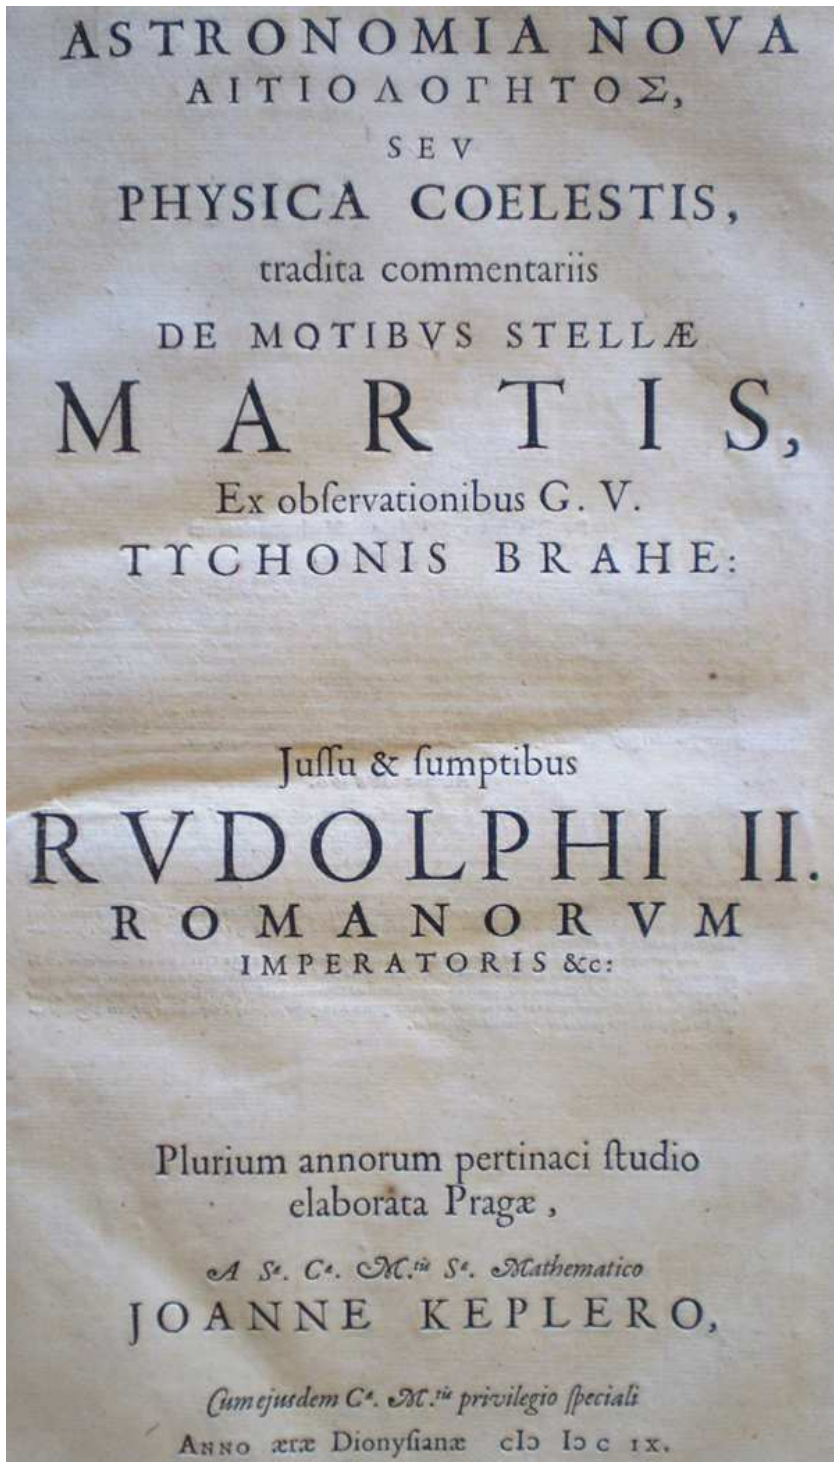 ASTRONOMIA NOVA
ΑΙΤΙΟΛΟΓΗΤΟΣ,
SEV
PHYSICA COELESTIS,
tradita commentariis
DE MOTIBVS STELLÆ
MARTIS,
Ex obſervationibus G. V.
TYCHONIS BRAHE:
Juſſu & ſumptibus
RVDOLPHI II.
ROMANORVM
IMPERATORIS &c:
Plurium annorum pertinaci ſtudio
elaborata Pragæ,
A Sᵃ. Cᵃ. M.ᵗⁱˢ Sᵃ. Mathematico
JOANNE KEPLERO,
Cum ejuſdem Cᵃ. M.ᵗⁱˢ privilegio ſpeciali
ANNO æræ Dionyſianæ cIɔ Iɔ c IX.